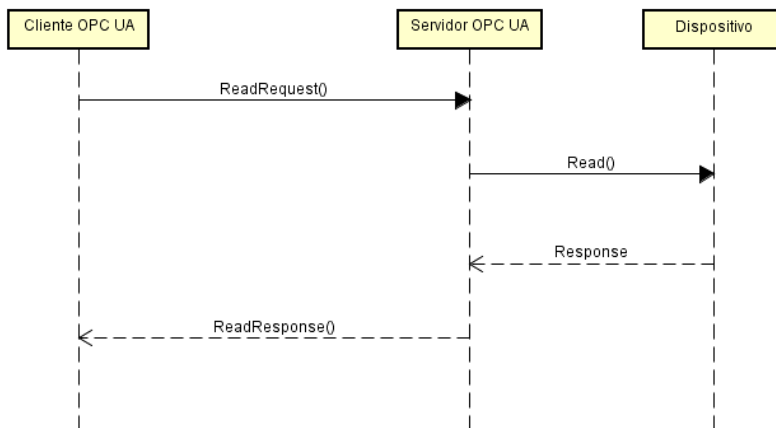 Cliente OPC UA
Servidor OPC UA
Dispositivo
ReadRequest()
Read()
Response
ReadResponse()